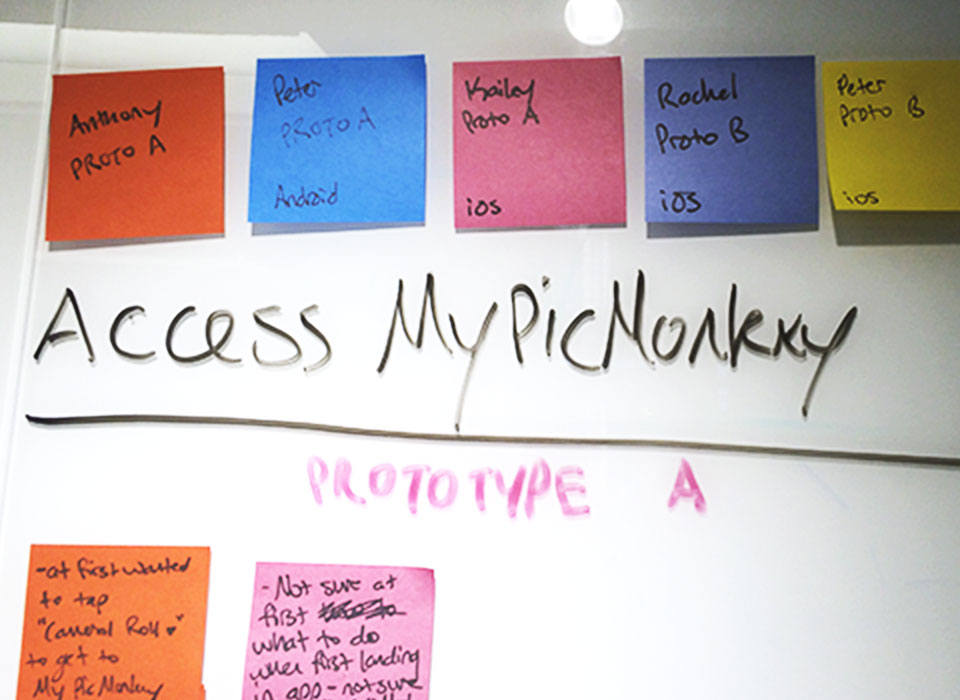 Anthony
PROTO A
Peter
PROTO A
Android
Kailey
Proto A
iOS
Rachel
Proto B
iOS
Peter
Proto B
iOS
Access MyPicMonkey
PROTOTYPE A
-at first wanted
to tap
"Camera Roll ▾"
to get to
My PicMonkey
- Not sure at
first
what to do
when first landing
in app - not sure